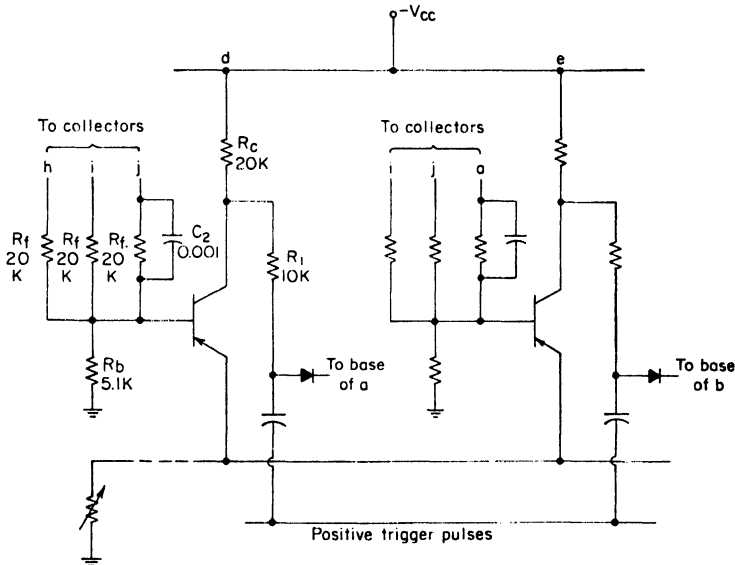 -Vcc
d
e
To collectors
h i j
Rc
20K
Rf
20
K
Rf
20
K
Rf.
20
K
C2
0.001
R1
10K
Rb
5.1K
To base
of a
To collectors
i j a
To base
of b
Positive trigger pulses